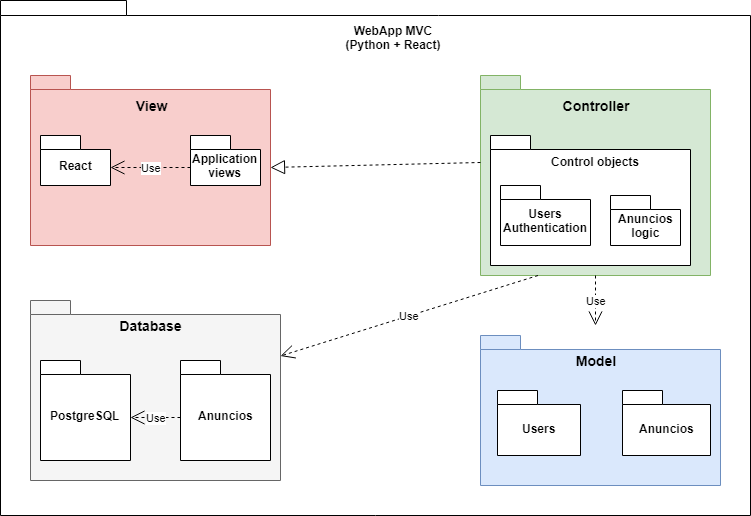 WebApp MVC
(Python + React)
View
React
Use
Application
views
Controller
Control objects
Users
Authentication
Anuncios
logic
Use
Use
Database
PostgreSQL
Use
Anuncios
Model
Users
Anuncios